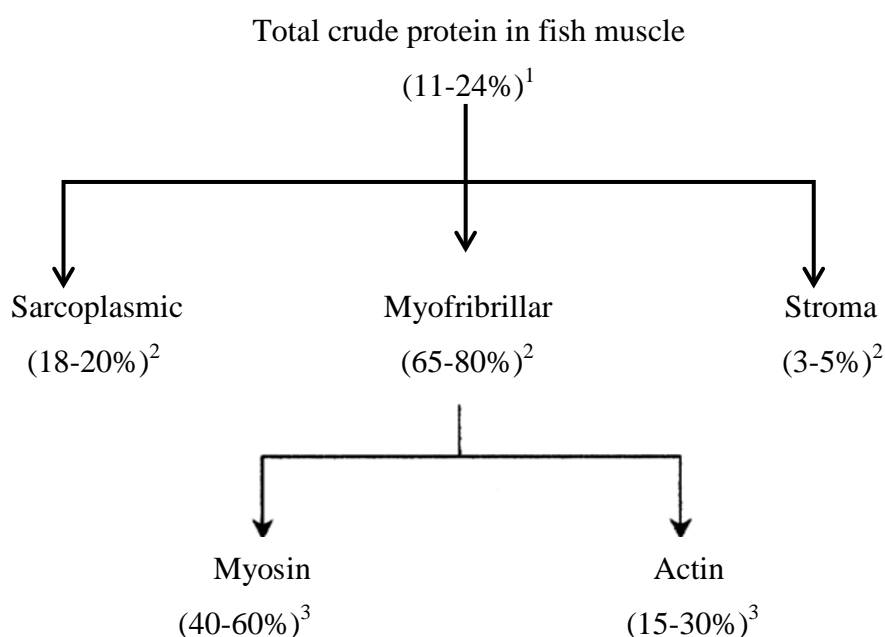 Total crude protein in fish muscle
(11-24%)¹
Sarcoplasmic
(18-20%)²
Myofribrillar
(65-80%)²
Stroma
(3-5%)²
Myosin
(40-60%)³
Actin
(15-30%)³